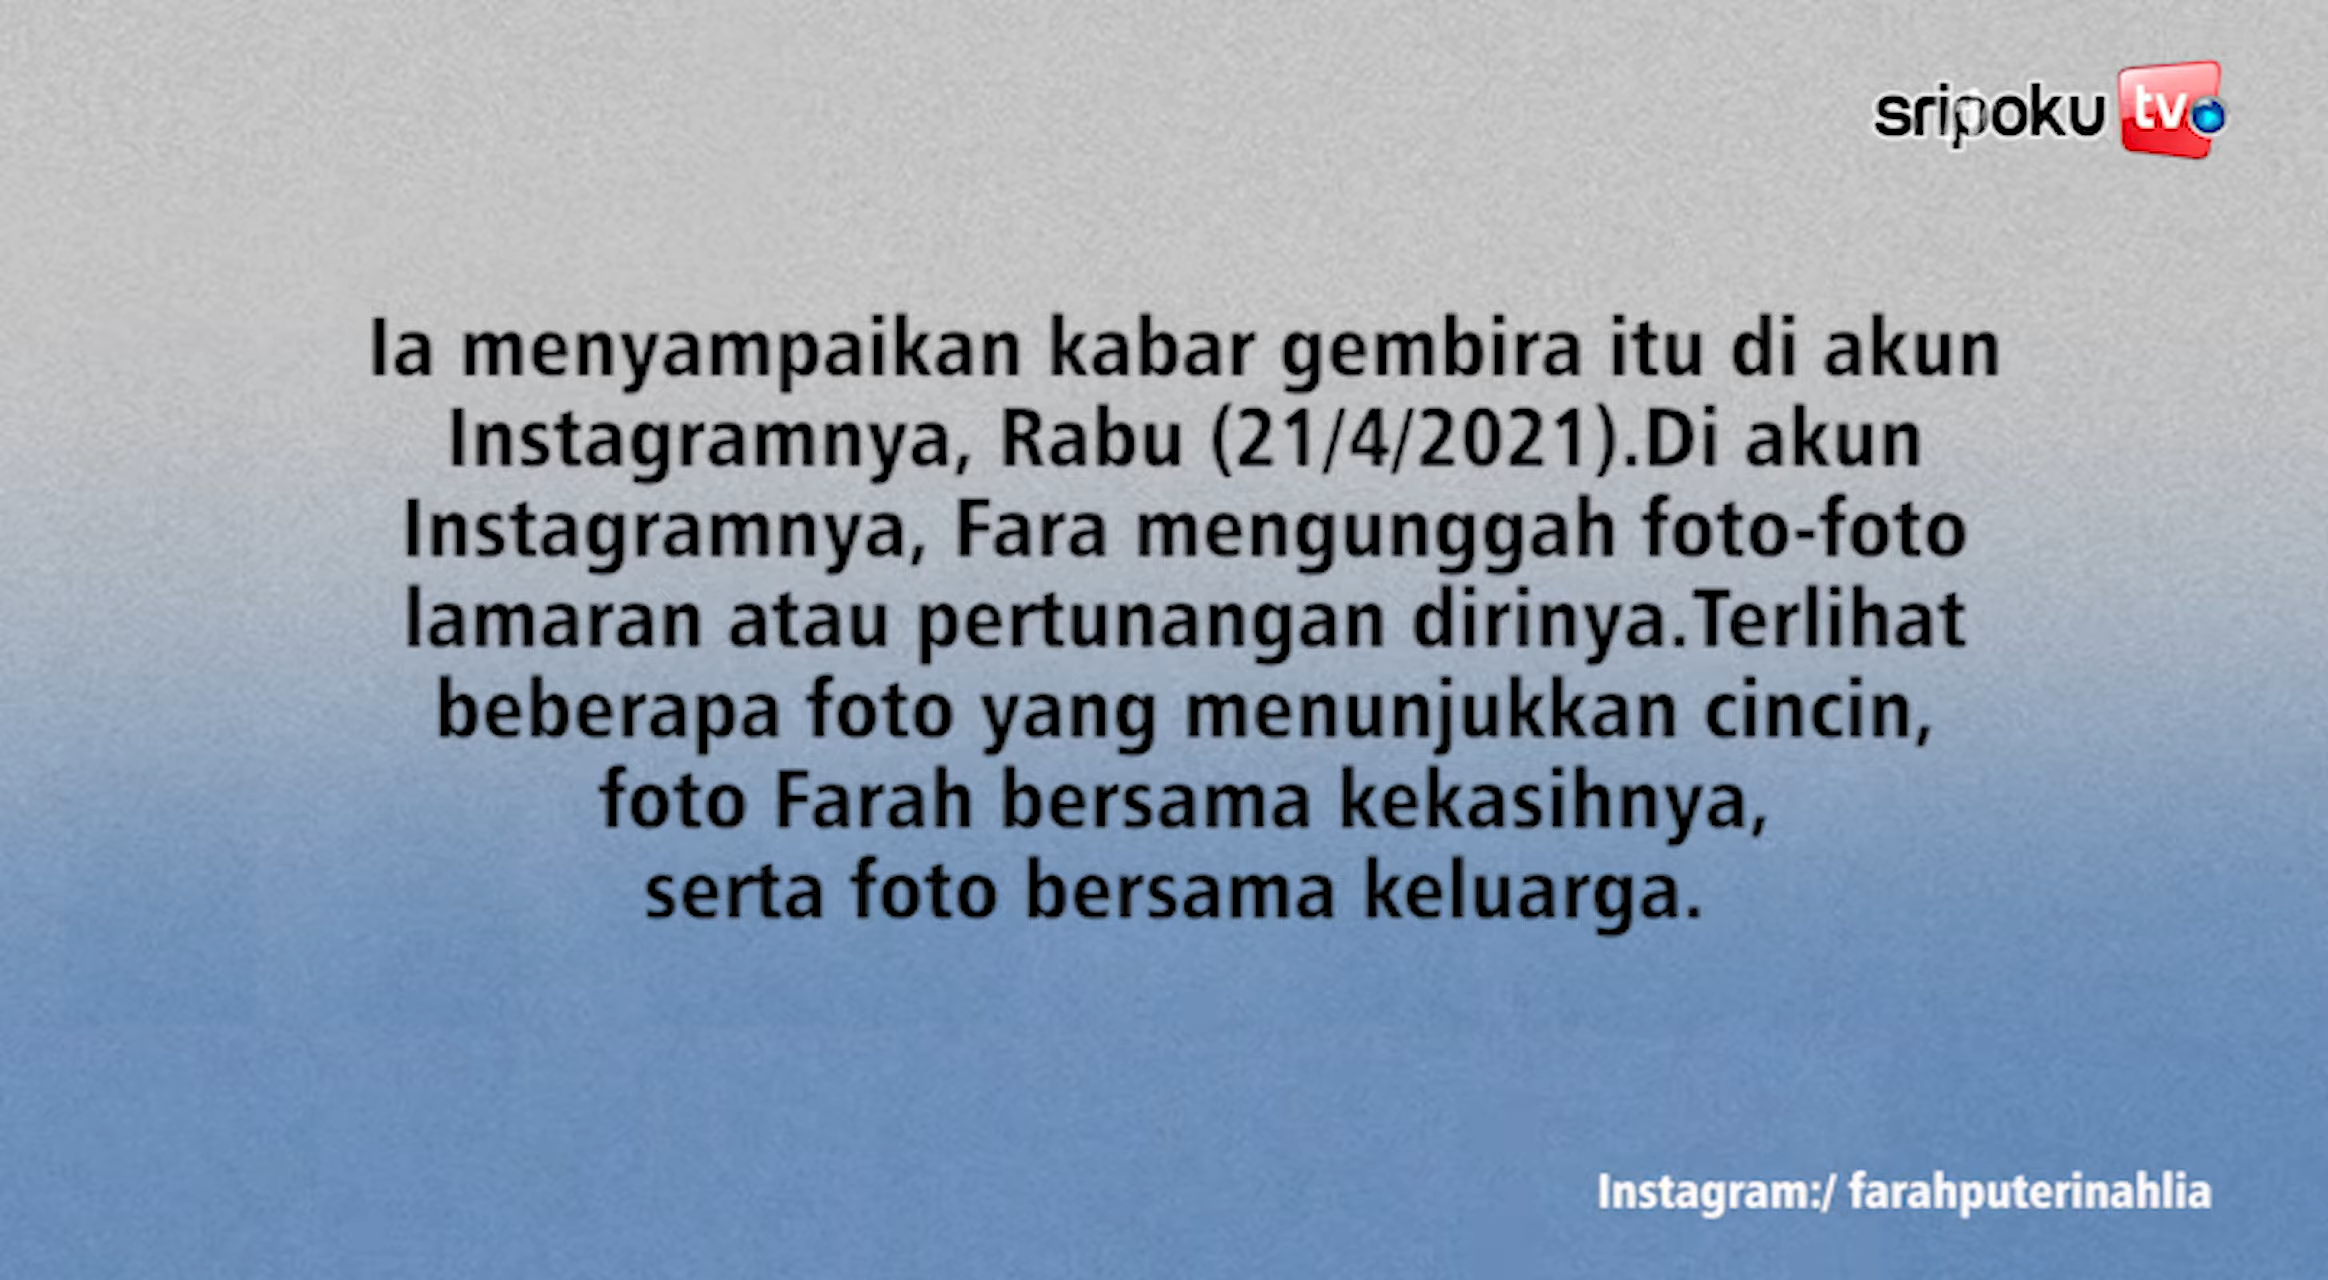 sripoku tv
Ia menyampaikan kabar gembira itu di akun
Instagramnya, Rabu (21/4/2021).Di akun
Instagramnya, Fara mengunggah foto-foto
lamaran atau pertunangan dirinya.Terlihat
beberapa foto yang menunjukkan cincin,
foto Farah bersama kekasihnya,
serta foto bersama keluarga.
Instagram:/ farahputerinahlia